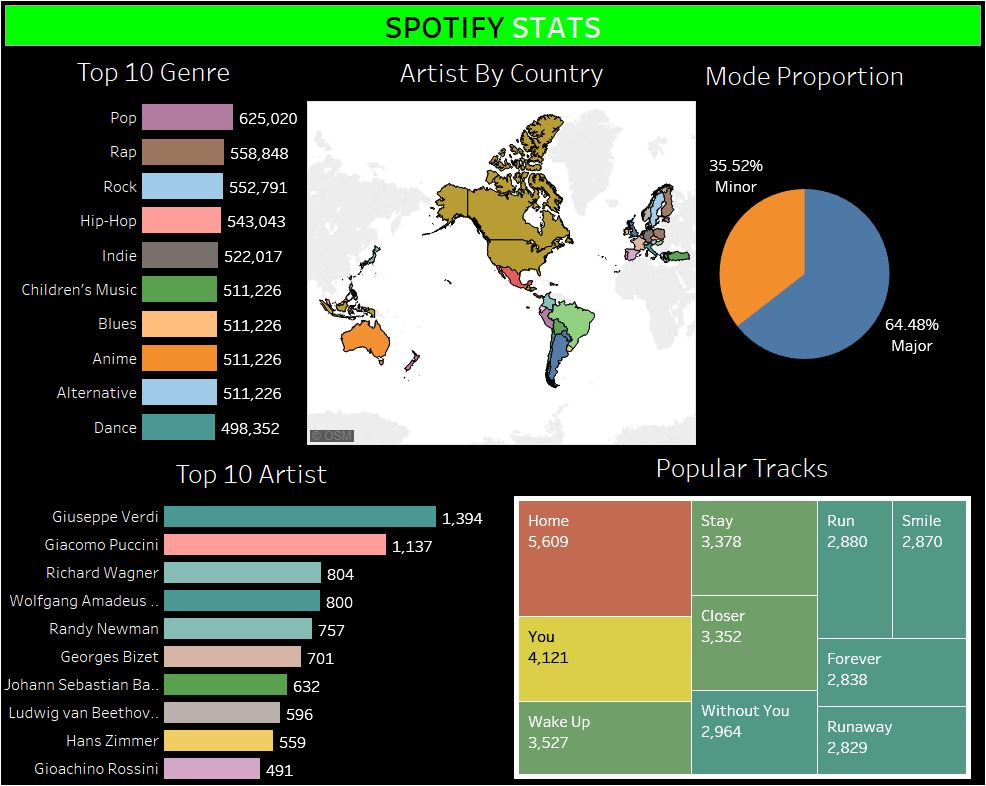 SPOTIFY STATS
Top 10 Genre
Pop 625,020
Rap 558,848
Rock 552,791
Hip-Hop 543,043
Indie 522,017
Children's Music 511,226
Blues 511,226
Anime 511,226
Alternative 511,226
Dance 498,352
Artist By Country
© OSM
Mode Proportion
35.52%
Minor
64.48%
Major
Top 10 Artist
Giuseppe Verdi 1,394
Giacomo Puccini 1,137
Richard Wagner 804
Wolfgang Amadeus .. 800
Randy Newman 757
Georges Bizet 701
Johann Sebastian Ba.. 632
Ludwig van Beethov.. 596
Hans Zimmer 559
Gioachino Rossini 491
Popular Tracks
Home
5,609
You
4,121
Wake Up
3,527
Stay
3,378
Closer
3,352
Without You
2,964
Run
2,880
Smile
2,870
Forever
2,838
Runaway
2,829